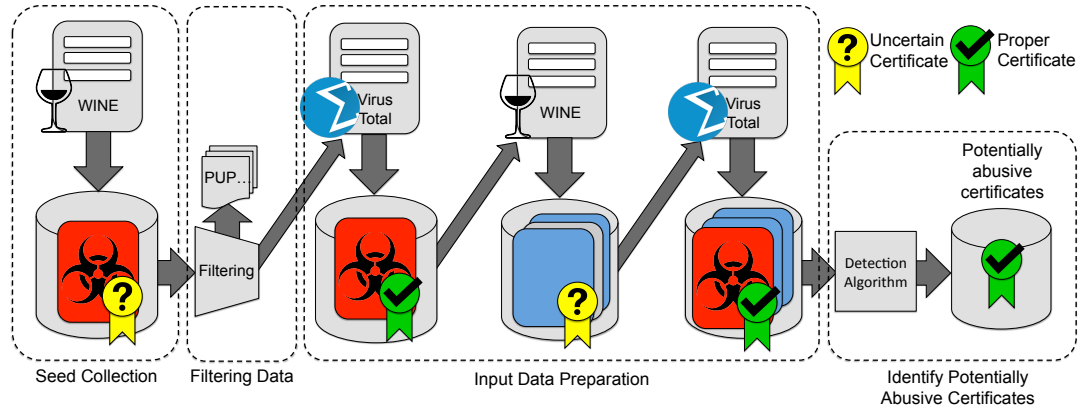 WINE
PUP...
Filtering
Virus
Total
WINE
Virus
Total
?
Uncertain
Certificate
Proper
Certificate
?
?
Detection
Algorithm
Potentially
abusive
certificates
Seed Collection
Filtering Data
Input Data Preparation
Identify Potentially
Abusive Certificates